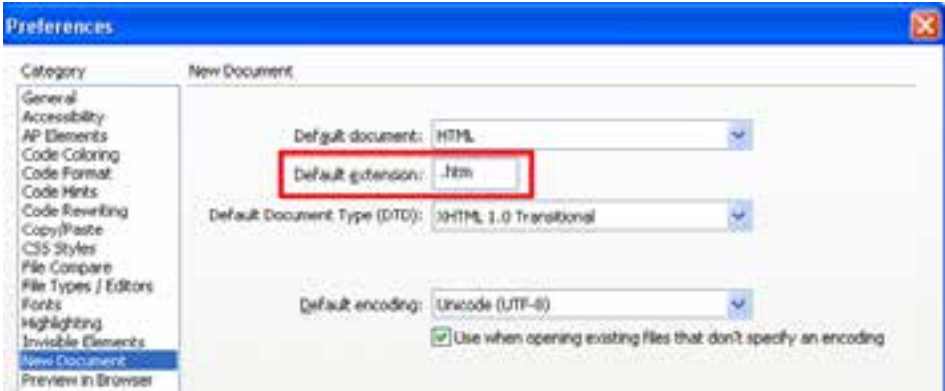 Preferences
Category
New Document
General
Accessibility
AP Elements
Code Coloring
Code Format
Code Hints
Code Rewriting
Copy/Paste
CSS Styles
File Compare
File Types / Editors
Fonts
Highlighting
Invisible Elements
New Document
Preview in Browser
Default document: HTML
Default extension: .htm
Default Document Type (DTD): XHTML 1.0 Transitional
Default encoding: Unicode (UTF-8)
Use when opening existing files that don't specify an encoding